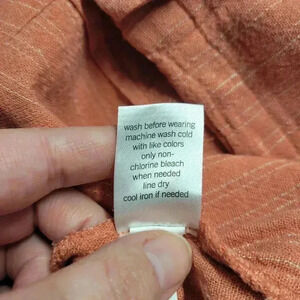 wash before wearing
machine wash cold
with like colors
only non-
chlorine bleach
when needed
line dry
cool iron if needed